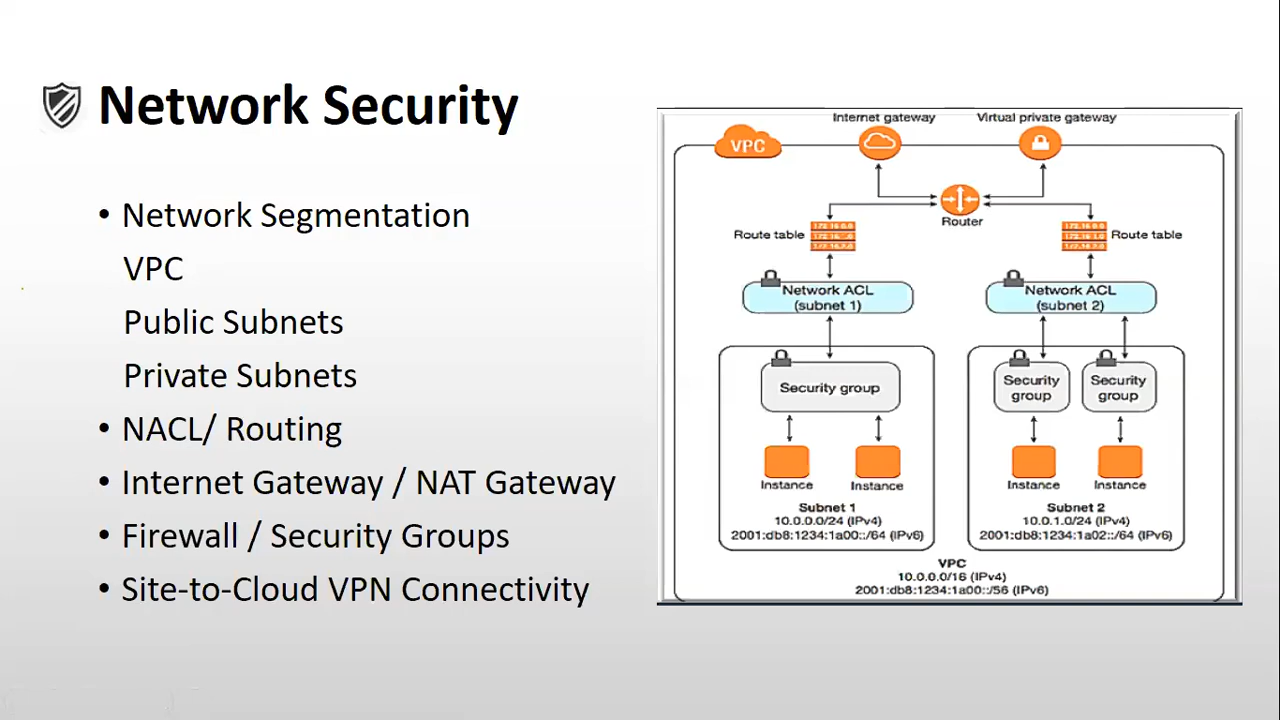 Network Security
• Network Segmentation
VPC
Public Subnets
Private Subnets
• NACL/ Routing
• Internet Gateway / NAT Gateway
• Firewall / Security Groups
• Site-to-Cloud VPN Connectivity
Internet gateway
Virtual private gateway
VPC
Router
Route table
Route table
Network ACL
(subnet 1)
Network ACL
(subnet 2)
Security group
Security
group
Security
group
Instance
Instance
Instance
Instance
Subnet 1
10.0.0.0/24 (IPv4)
2001:db8:1234:1a00::/64 (IPv6)
Subnet 2
10.0.1.0/24 (IPv4)
2001:db8:1234:1a02::/64 (IPv6)
VPC
10.0.0.0/16 (IPv4)
2001:db8:1234:1a00::/56 (IPv6)